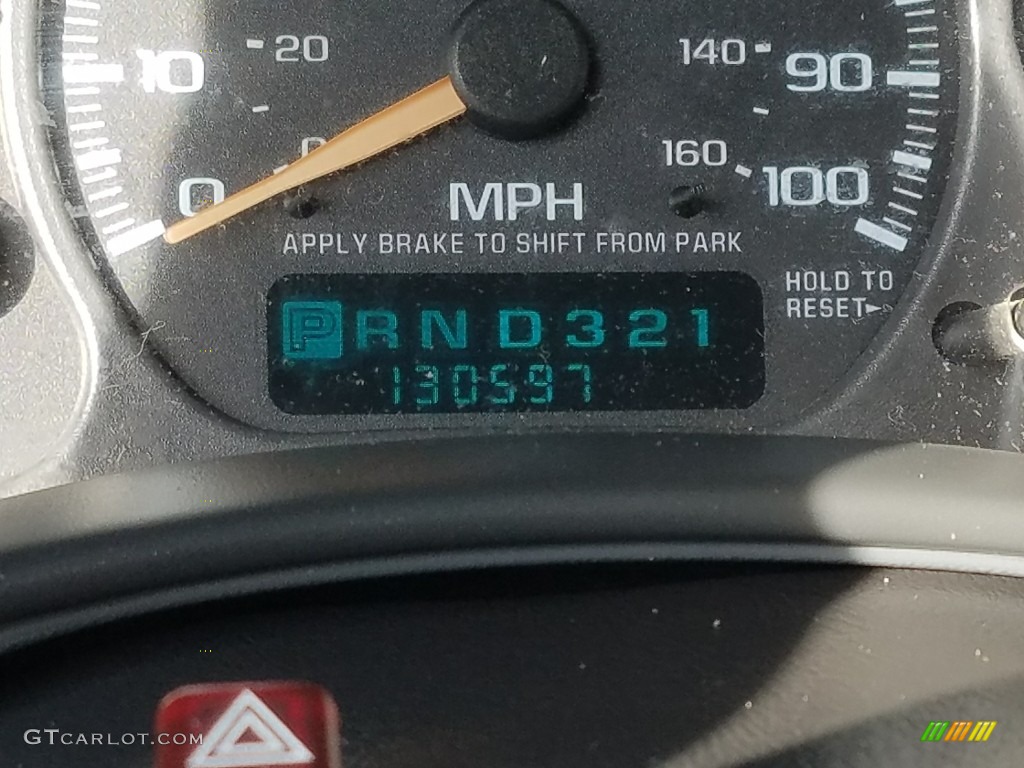 10 20 140 90
0 0 160 100
MPH
APPLY BRAKE TO SHIFT FROM PARK
HOLD TO
RESET
P R N D 3 2 1
130597
GTCARLOT.COM